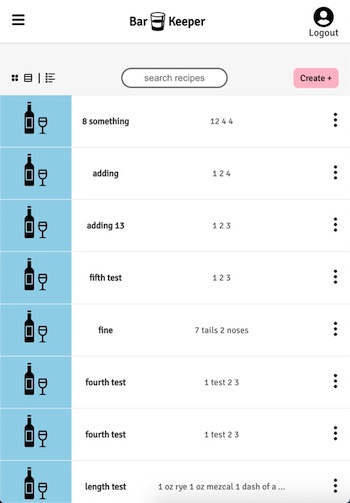 Bar Keeper
Logout
search recipes
Create +
8 something 12 4 4
adding 1 2 4
adding 13 1 2 3
fifth test 1 2 3
fine 7 tails 2 noses
fourth test 1 test 2 3
fourth test 1 test 2 3
length test 1 oz rye 1 oz mezcal 1 dash of a ...